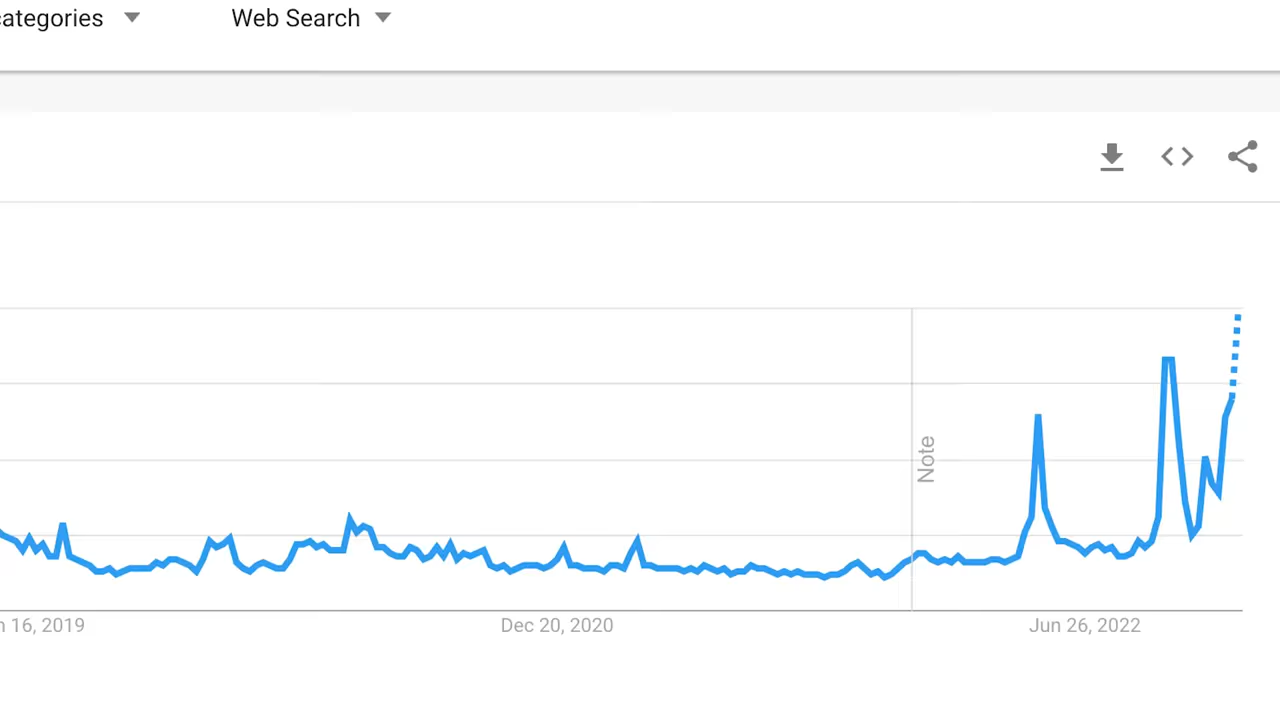 ategories
Web Search
Note
16, 2019
Dec 20, 2020
Jun 26, 2022